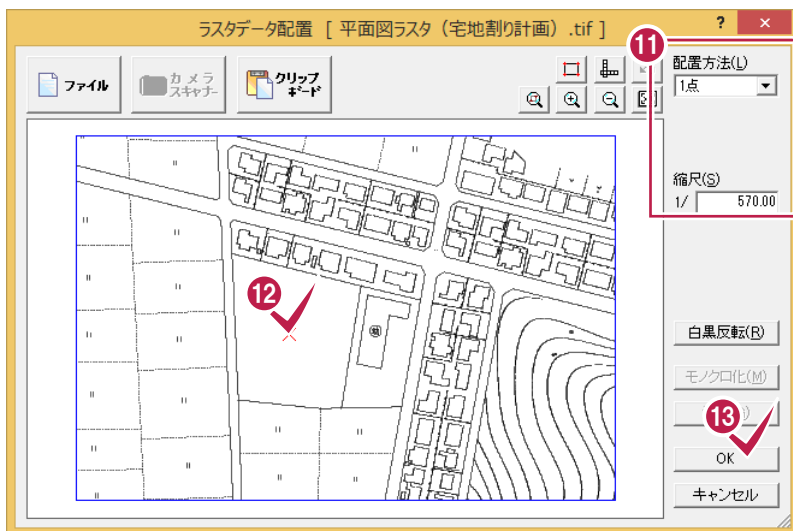 ラスタデータ配置 [ 平面図ラスタ（宅地割り計画）.tif ]
? ×
⑪
ファイル
カメラ
スキャナー
クリップ
ボード
配置方法(L)
1点
縮尺(S)
1/ 570.00
⑫
白黒反転(R)
モノクロ化(M)
⑬
OK
キャンセル